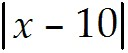 |x – 10|